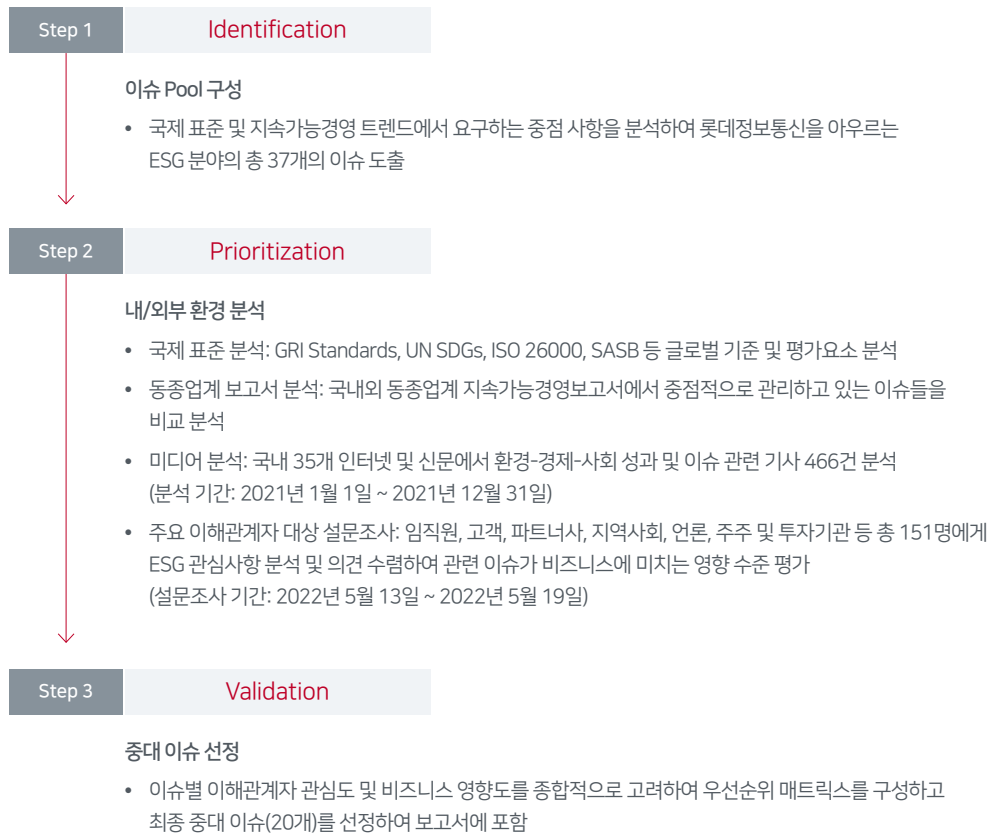 Step 1
Identification
이슈 Pool 구성
• 국제 표준 및 지속가능경영 트렌드에서 요구하는 중점 사항을 분석하여 롯데정보통신을 아우르는
ESG 분야의 총 37개의 이슈 도출
Step 2
Prioritization
내/외부 환경 분석
• 국제 표준 분석: GRI Standards, UN SDGs, ISO 26000, SASB 등 글로벌 기준 및 평가요소 분석
• 동종업계 보고서 분석: 국내외 동종업계 지속가능경영보고서에서 중점적으로 관리하고 있는 이슈들을
비교 분석
• 미디어 분석: 국내 35개 인터넷 및 신문에서 환경-경제-사회 성과 및 이슈 관련 기사 466건 분석
(분석 기간: 2021년 1월 1일 ~ 2021년 12월 31일)
• 주요 이해관계자 대상 설문조사: 임직원, 고객, 파트너사, 지역사회, 언론, 주주 및 투자기관 등 총 151명에게
ESG 관심사항 분석 및 의견 수렴하여 관련 이슈가 비즈니스에 미치는 영향 수준 평가
(설문조사 기간: 2022년 5월 13일 ~ 2022년 5월 19일)
Step 3
Validation
중대 이슈 선정
• 이슈별 이해관계자 관심도 및 비즈니스 영향도를 종합적으로 고려하여 우선순위 매트릭스를 구성하고
최종 중대 이슈(20개)를 선정하여 보고서에 포함